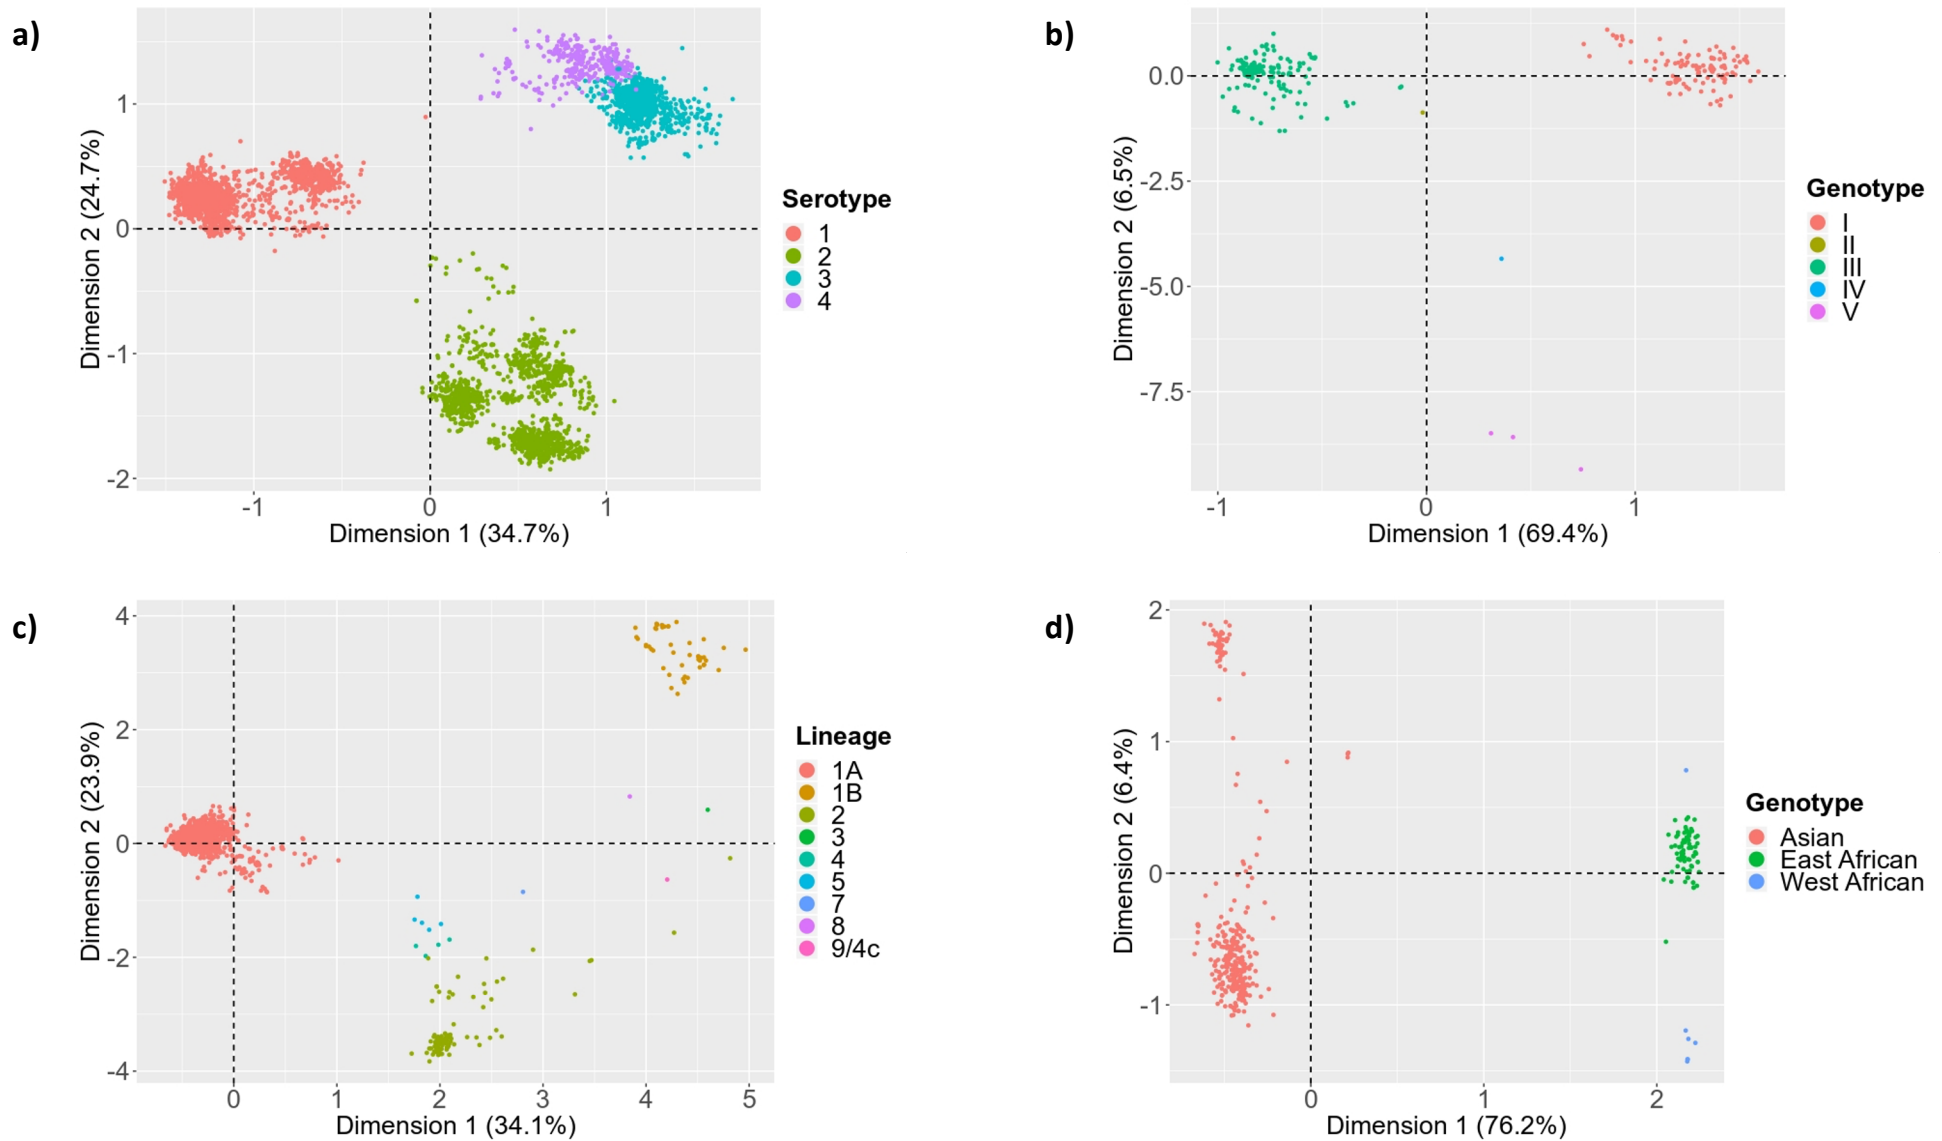 a)
Dimension 2 (24.7%)
1
0
-1
-2
-1
0
1
Dimension 1 (34.7%)
Serotype
1
2
3
4
b)
Dimension 2 (6.5%)
0.0
-2.5
-5.0
-7.5
-1
0
1
Dimension 1 (69.4%)
Genotype
I
II
III
IV
V
c)
Dimension 2 (23.9%)
4
2
0
-2
-4
0
1
2
3
4
5
Dimension 1 (34.1%)
Lineage
1A
1B
2
3
4
5
7
8
9/4c
d)
Dimension 2 (6.4%)
2
1
0
-1
0
1
2
Dimension 1 (76.2%)
Genotype
Asian
East African
West African